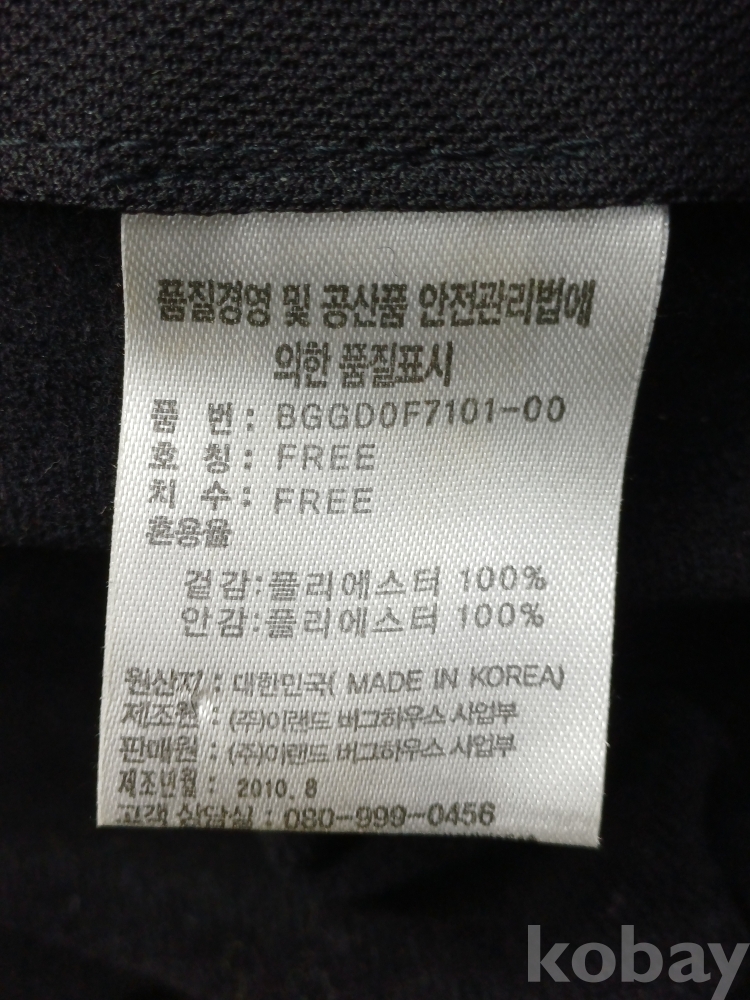 품질경영 및 공산품 안전관리법에
의한 품질표시
품 번: BGGD0F7101-00
호 칭: FREE
치 수: FREE
혼용율
겉감:폴리에스터 100%
안감:폴리에스터 100%
원산지 : 대한민국( MADE IN KOREA)
제조원 : (주)이랜드 버그하우스 사업부
판매원 : (주)이랜드 버그하우스 사업부
제조년월 : 2010. 8
고객 상담실 : 080-999-0456
kobay